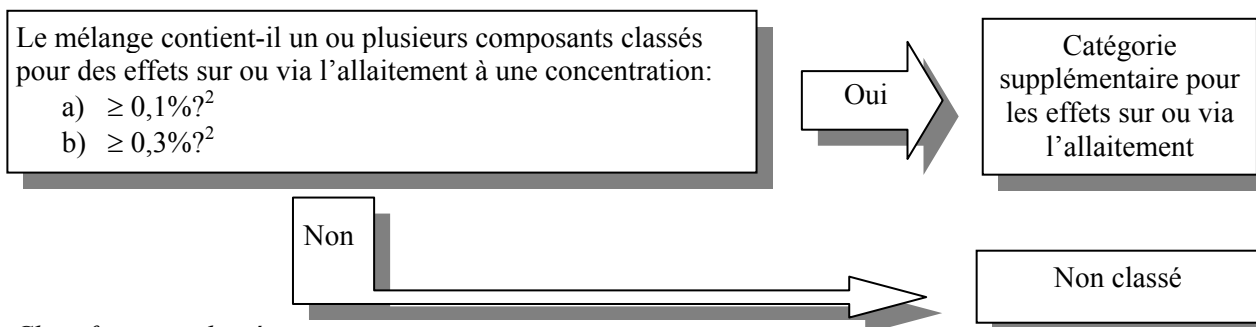 Le mélange contient-il un ou plusieurs composants classés
pour des effets sur ou via l'allaitement à une concentration:
a) ≥ 0,1%?²
b) ≥ 0,3%?²
Oui
Catégorie
supplémentaire pour
les effets sur ou via
l'allaitement
Non
Non classé